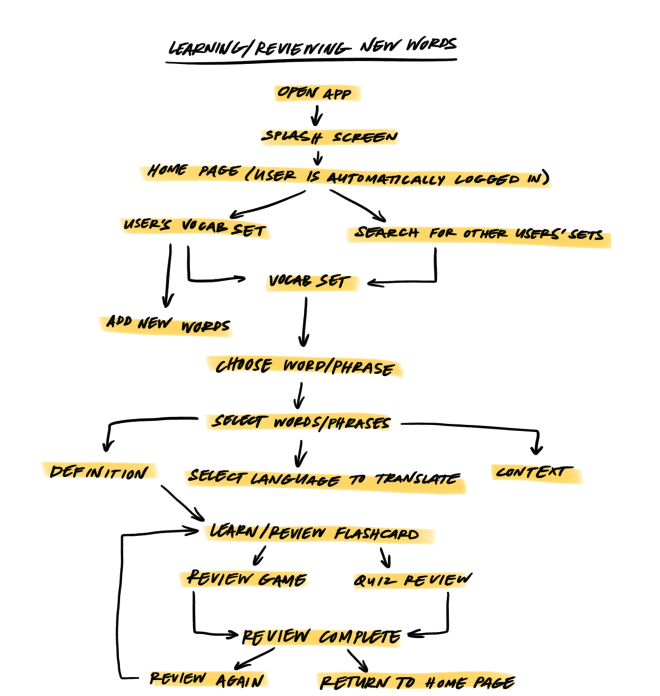 LEARNING/REVIEWING NEW WORDS
OPEN APP
SPLASH SCREEN
HOME PAGE (USER IS AUTOMATICALLY LOGGED IN)
USER'S VOCAB SET
SEARCH FOR OTHER USERS' SETS
VOCAB SET
ADD NEW WORDS
CHOOSE WORD/PHRASE
SELECT WORDS/PHRASES
DEFINITION
SELECT LANGUAGE TO TRANSLATE
CONTEXT
LEARN/REVIEW FLASHCARD
REVIEW GAME
QUIZ REVIEW
REVIEW COMPLETE
REVIEW AGAIN
RETURN TO HOME PAGE